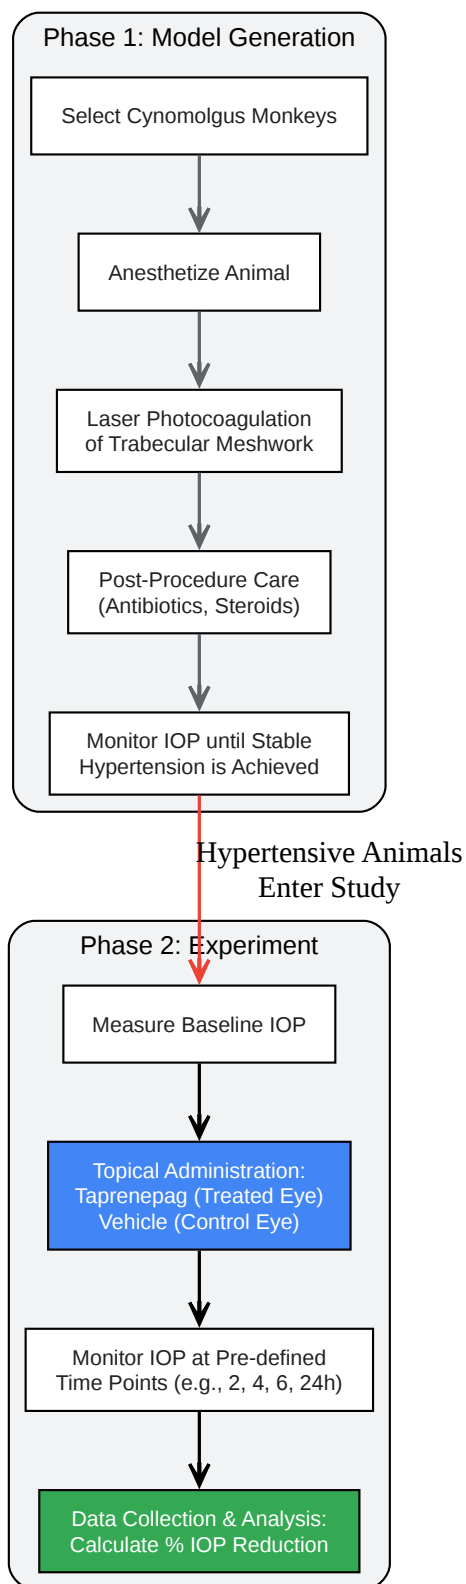 Phase 1: Model Generation
Select Cynomolgus Monkeys
Anesthetize Animal
Laser Photocoagulation
of Trabecular Meshwork
Post-Procedure Care
(Antibiotics, Steroids)
Monitor IOP until Stable
Hypertension is Achieved
Hypertensive Animals
Enter Study
Phase 2: Experiment
Measure Baseline IOP
Topical Administration:
Taprenepag (Treated Eye)
Vehicle (Control Eye)
Monitor IOP at Pre-defined
Time Points (e.g., 2, 4, 6, 24h)
Data Collection & Analysis:
Calculate % IOP Reduction